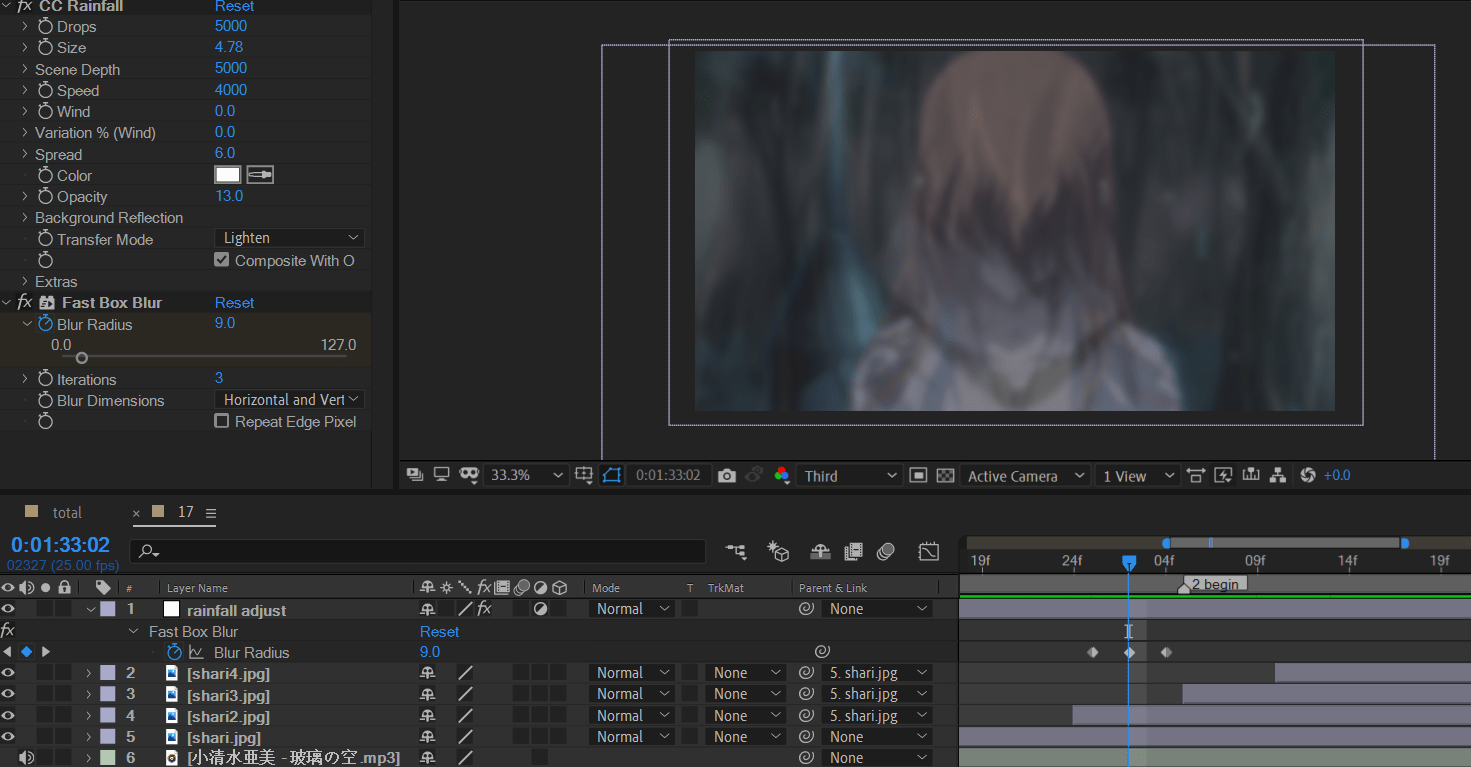 fx CC Rainfall Reset
Drops 5000
Size 4.78
Scene Depth 5000
Speed 4000
Wind 0.0
Variation % (Wind) 0.0
Spread 6.0
Color
Opacity 13.0
Background Reflection
Transfer Mode Lighten
Composite With O
Extras
fx Fast Box Blur Reset
Blur Radius 9.0
0.0 127.0
Iterations 3
Blur Dimensions Horizontal and Vert
Repeat Edge Pixel
33.3% 0:01:33:02 Third Active Camera 1 View +0.0
total × 17
0:01:33:02
02327 (25.00 fps)
19f 24f 04f 09f 14f 19f
2 begin
# Layer Name fx Mode T TrkMat Parent & Link
1 rainfall adjust fx Normal None
fx Fast Box Blur Reset
Blur Radius 9.0
2 [shari4.jpg] Normal None 5. shari.jpg
3 [shari3.jpg] Normal None 5. shari.jpg
4 [shari2.jpg] Normal None 5. shari.jpg
5 [shari.jpg] Normal None None
6 [小清水亜美 - 玻璃の空.mp3] None